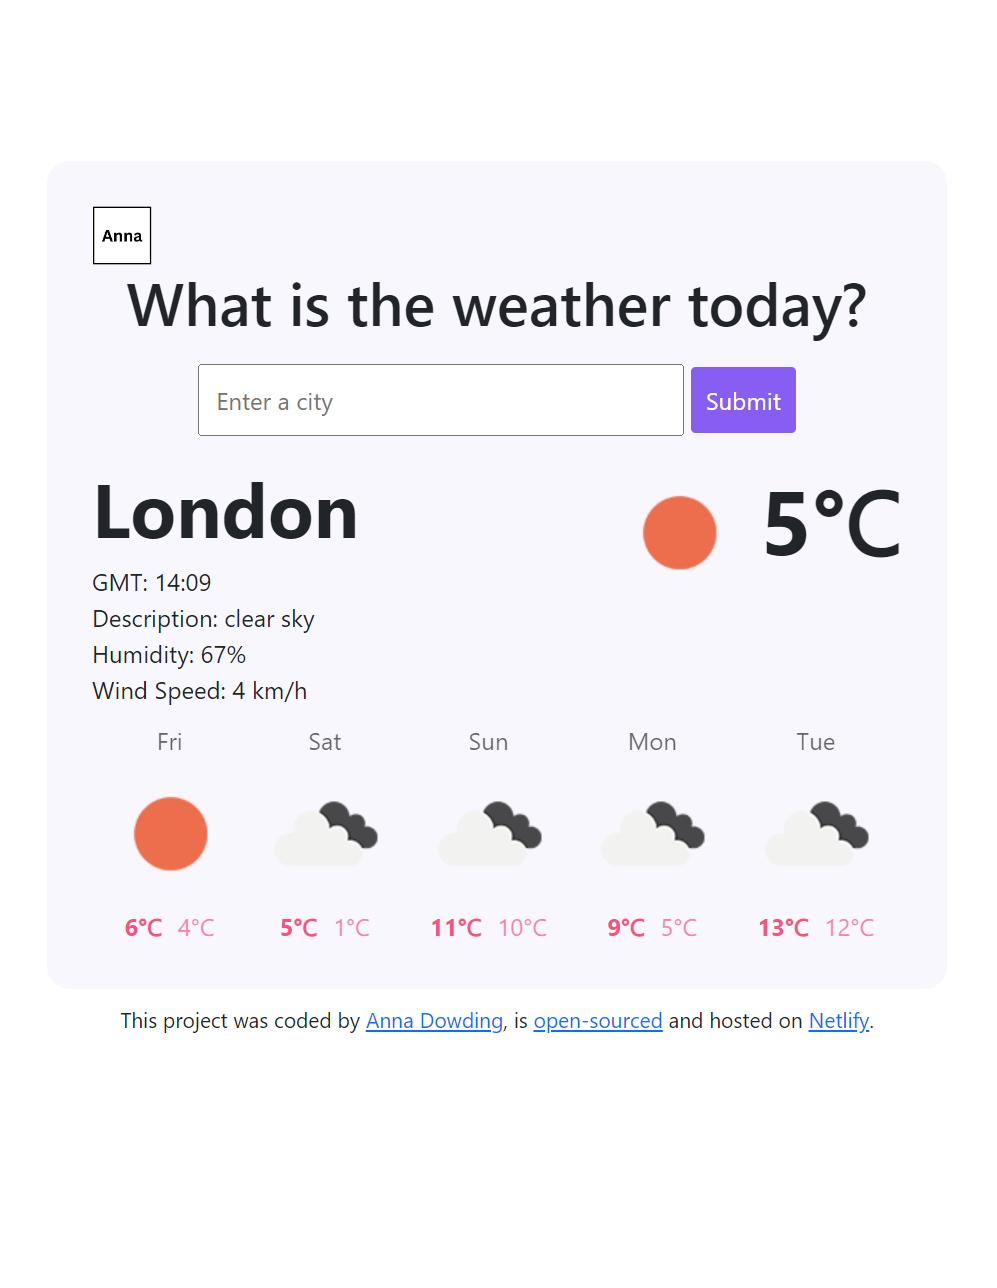 Anna
What is the weather today?
Enter a city
Submit
London
5°C
GMT: 14:09
Description: clear sky
Humidity: 67%
Wind Speed: 4 km/h
Fri Sat Sun Mon Tue
6°C 4°C 5°C 1°C 11°C 10°C 9°C 5°C 13°C 12°C
This project was coded by Anna Dowding, is open-sourced and hosted on Netlify.